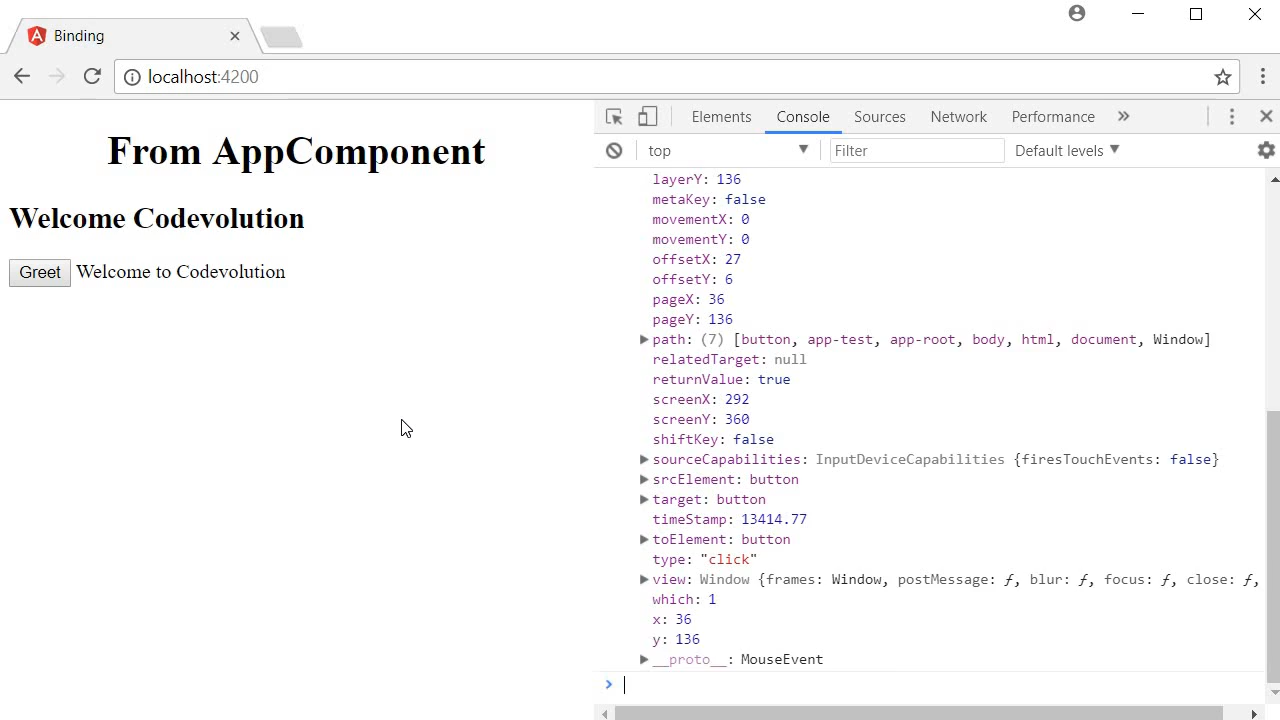 Binding
localhost:4200
From AppComponent
Welcome Codevolution
Greet Welcome to Codevolution
Elements Console Sources Network Performance »
top Filter Default levels
layerY: 136
metaKey: false
movementX: 0
movementY: 0
offsetX: 27
offsetY: 6
pageX: 36
pageY: 136
path: (7) [button, app-test, app-root, body, html, document, Window]
relatedTarget: null
returnValue: true
screenX: 292
screenY: 360
shiftKey: false
sourceCapabilities: InputDeviceCapabilities {firesTouchEvents: false}
srcElement: button
target: button
timeStamp: 13414.77
toElement: button
type: "click"
view: Window {frames: Window, postMessage: ƒ, blur: ƒ, focus: ƒ, close: ƒ,
which: 1
x: 36
y: 136
__proto__: MouseEvent